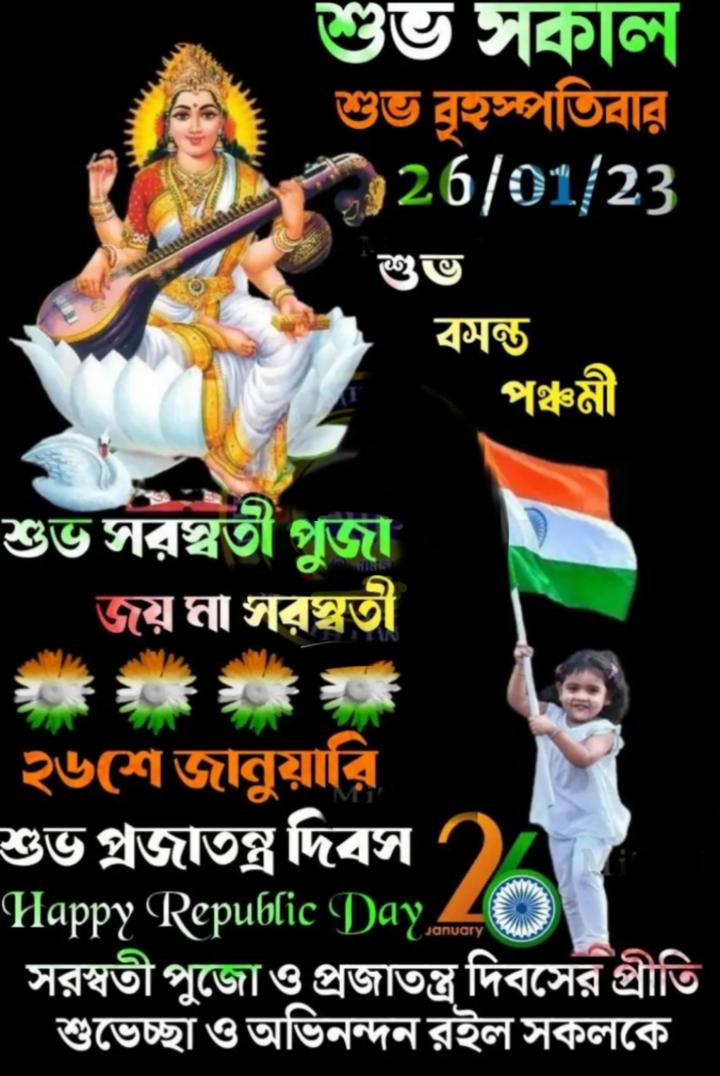 শুভ সকাল
শুভ বৃহস্পতিবার
26/01/23
শুভ
বসন্ত
পঞ্চমী
শুভ সরস্বতী পুজা
জয় মা সরস্বতী
২৬শে জানুয়ারি
শুভ প্রজাতন্ত্র দিবস
Happy Republic Day
26
January
সরস্বতী পুজো ও প্রজাতন্ত্র দিবসের প্রীতি
শুভেচ্ছা ও অভিনন্দন রইল সকলকে